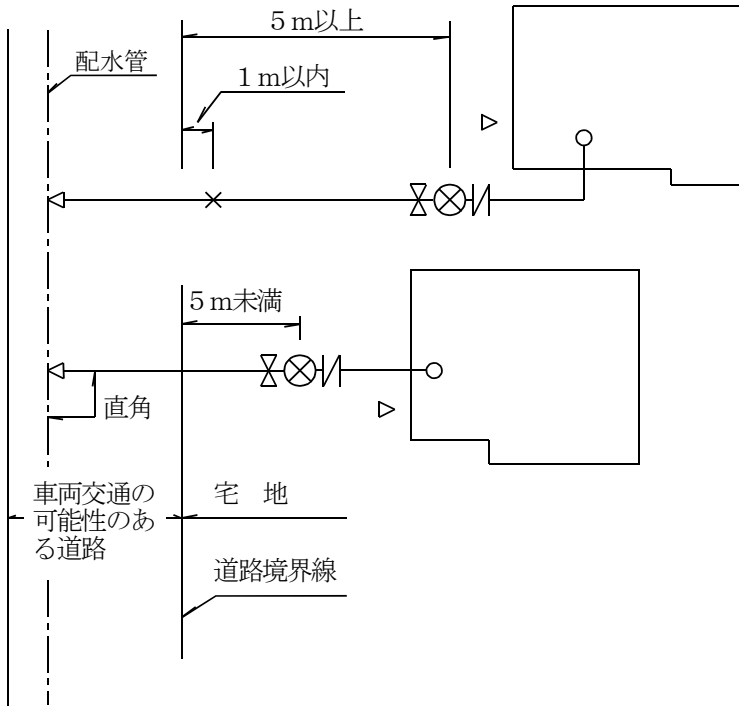 ５ｍ以上
配水管
１ｍ以内
５ｍ未満
直角
車両交通の
可能性のあ
る道路
宅　地
道路境界線